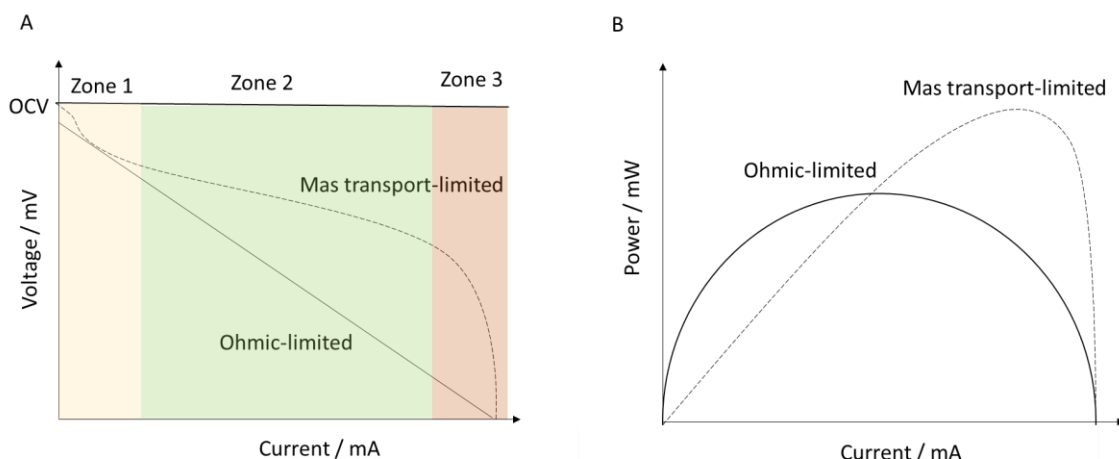 A
Zone 1
Zone 2
Zone 3
OCV
Voltage / mV
Mas transport-limited
Ohmic-limited
Current / mA
B
Mas transport-limited
Ohmic-limited
Power / mW
Current / mA